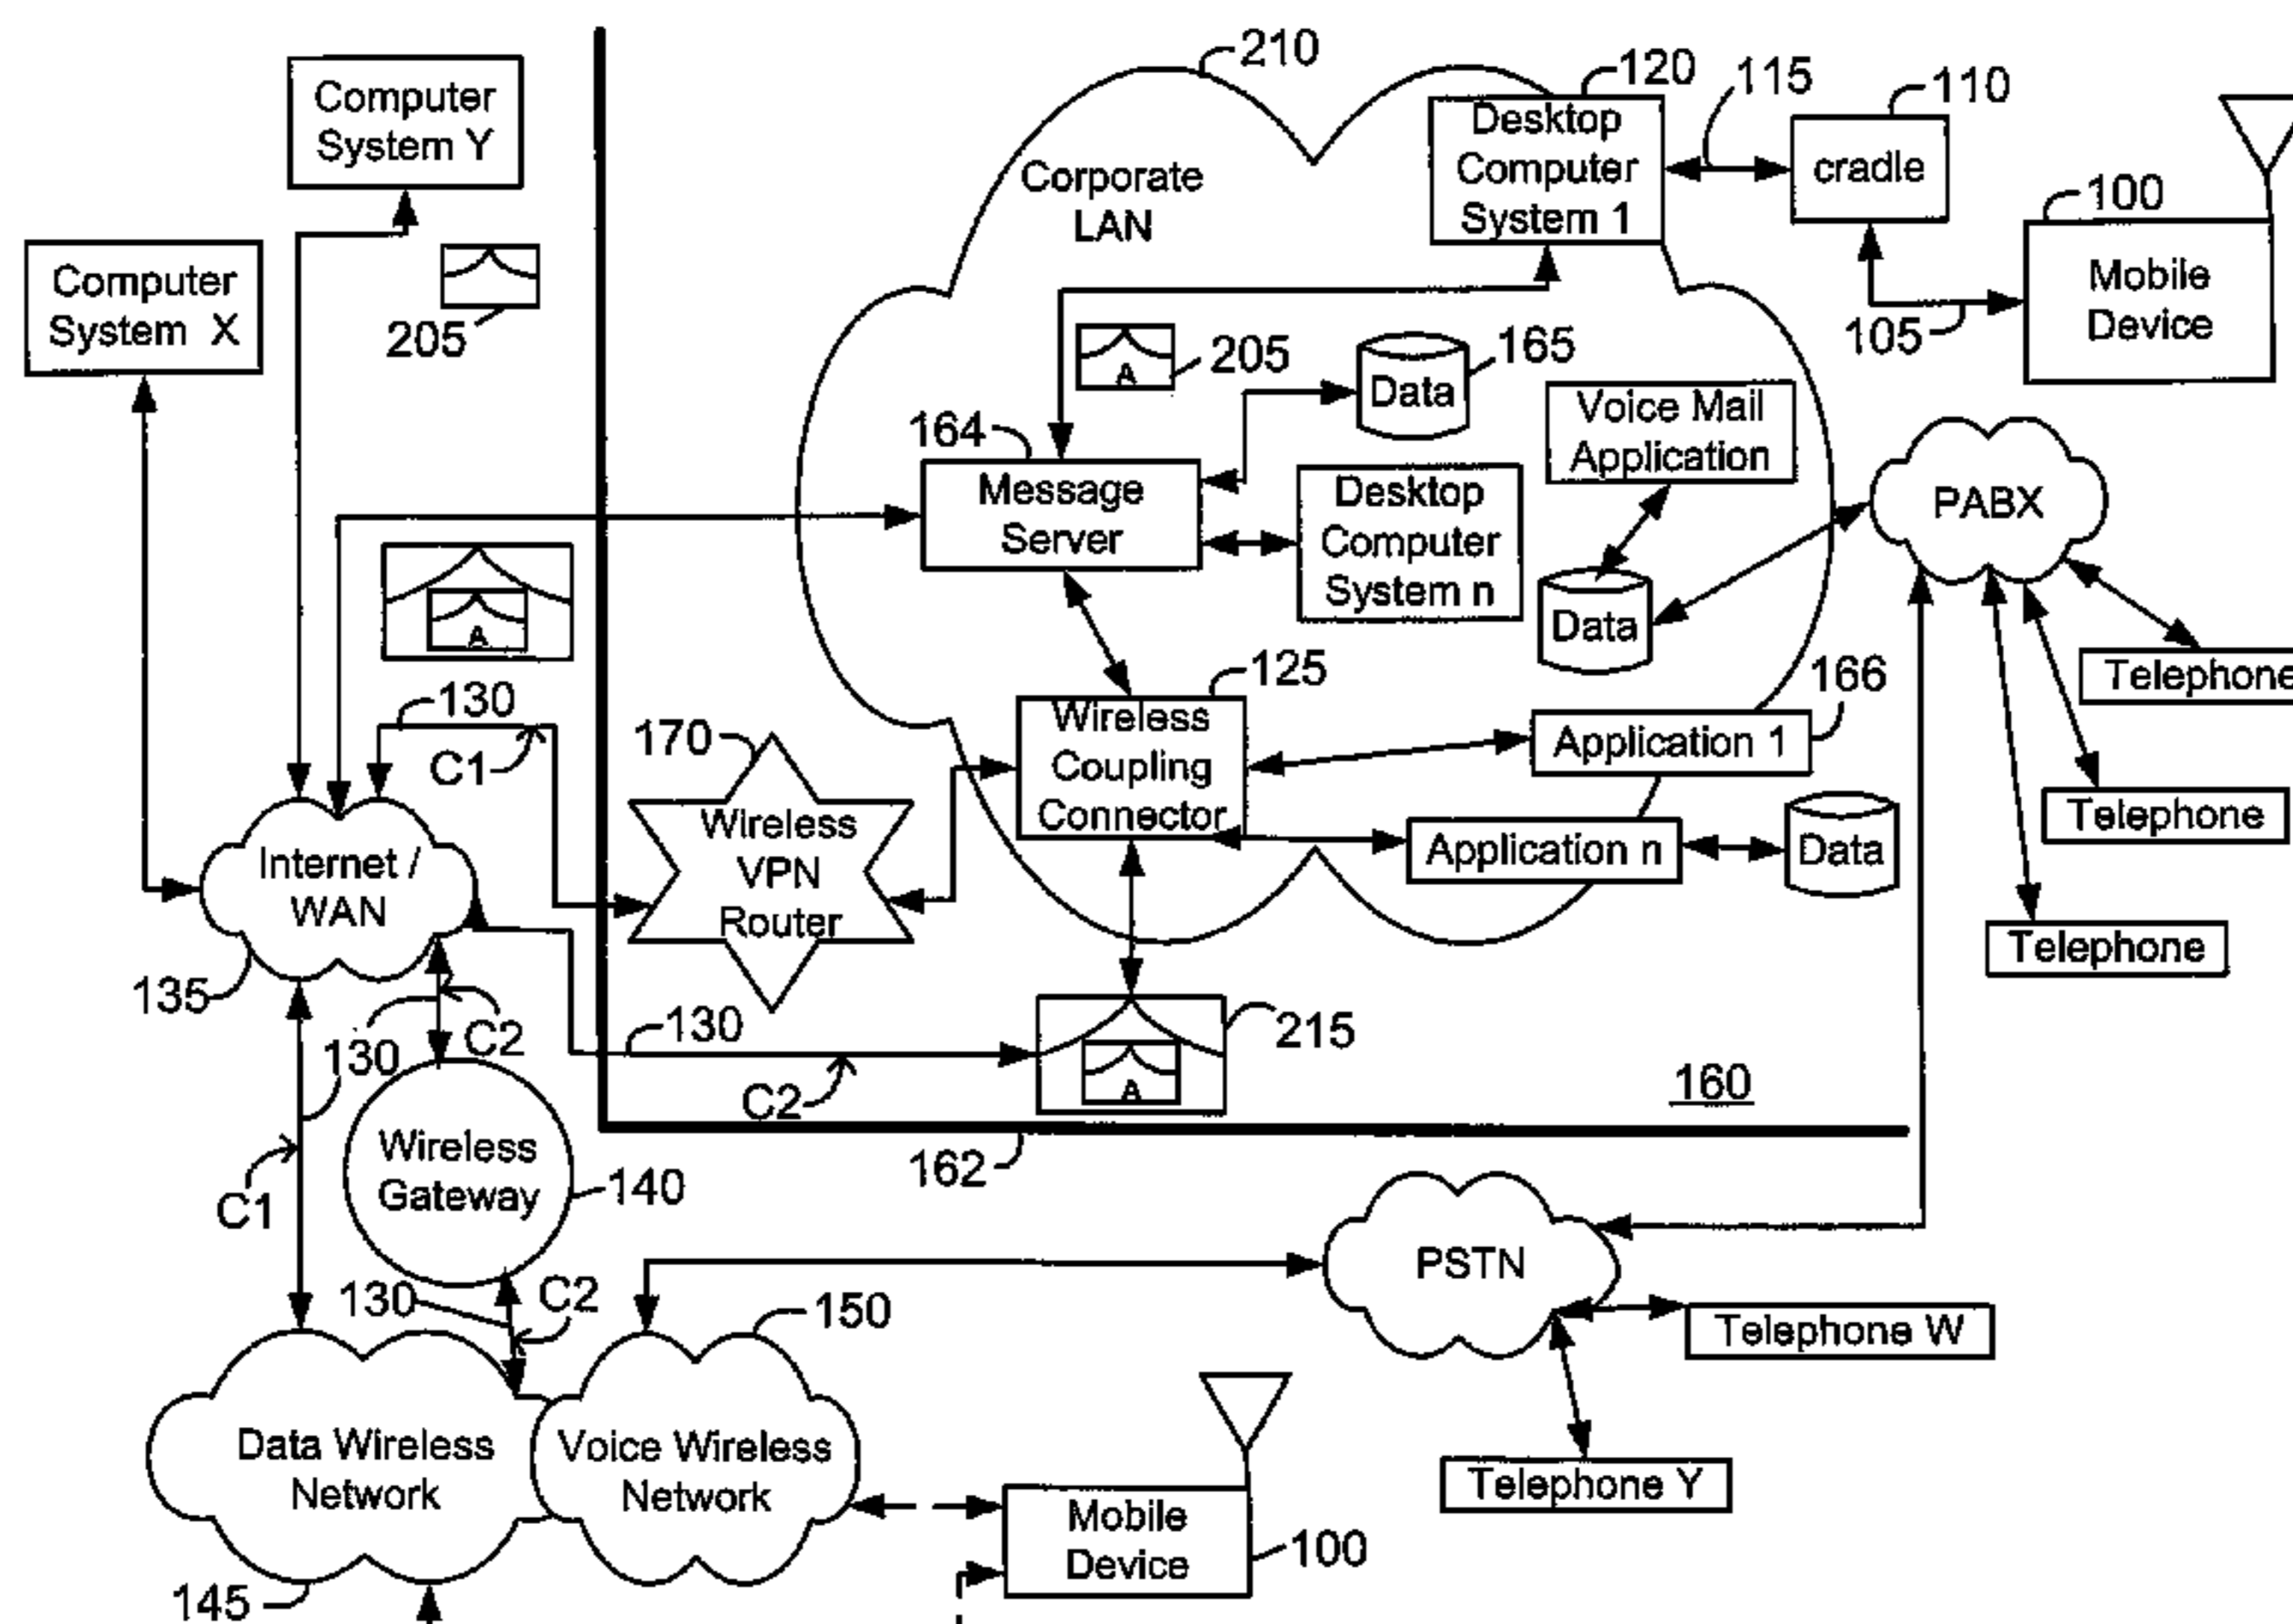 210
Computer
System Y
Desktop
Computer
System 1
120
115
110
cradle
100
Mobile
Device
105
Corporate
LAN
Computer
System X
205
A
205
Data
165
Voice Mail
Application
164
Message
Server
Desktop
Computer
System n
Data
PABX
A
Telephone
Telephone
Telephone
130
C1
170
Wireless
VPN
Router
125
Wireless
Coupling
Connector
166
Application 1
Application n
Data
Internet /
WAN
135
130
C2
130
C2
215
A
160
162
C1
Wireless
Gateway
140
130
C2
150
PSTN
Telephone W
Telephone Y
Data Wireless
Network
Voice Wireless
Network
145
Mobile
Device
100